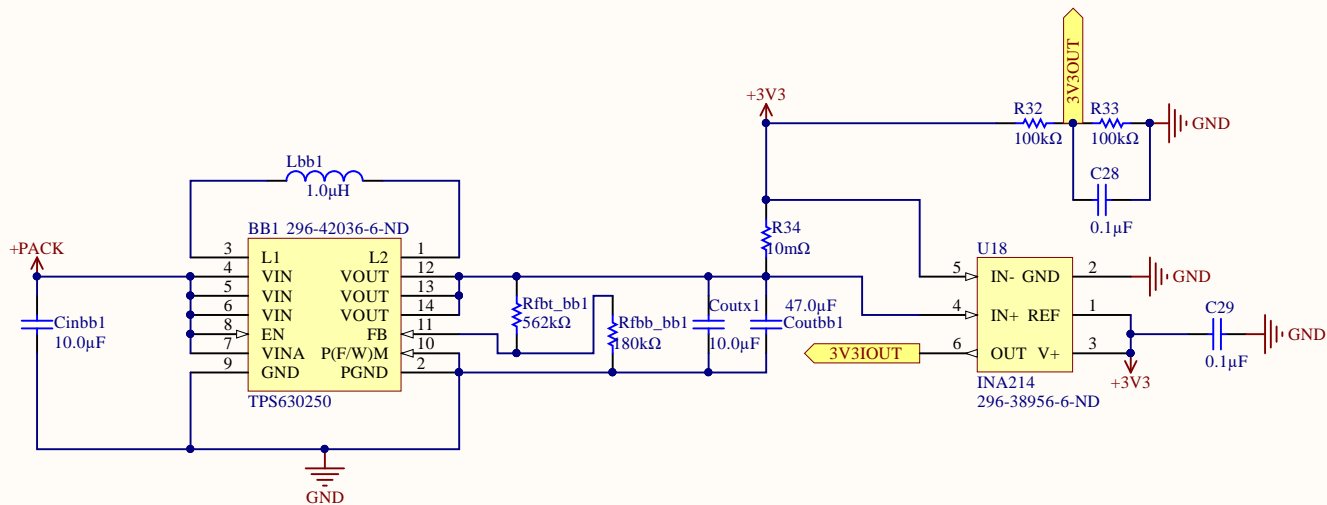 3V3OUT
+3V3
R32
100kΩ
R33
100kΩ
GND
C28
0.1µF
Lbb1
1.0µH
BB1 296-42036-6-ND
+PACK
Cinbb1
10.0µF
3 L1 L2 1
4 VIN VOUT 12
5 VIN VOUT 13
6 VIN VOUT 14
8 EN FB 11
7 VINA P(F/W)M 10
9 GND PGND 2
TPS630250
GND
Rfbt_bb1
562kΩ
Rfbb_bb1
180kΩ
Coutx1
10.0µF
47.0µF
Coutbb1
R34
10mΩ
3V3IOUT
U18
5 IN- GND 2
4 IN+ REF 1
6 OUT V+ 3
INA214
296-38956-6-ND
GND
+3V3
C29
0.1µF
GND